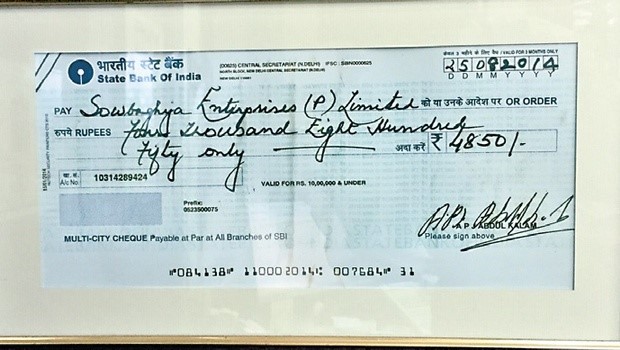 भारतीय स्टेट बैंक
State Bank Of India
(00625) CENTRAL SECRETARIAT (N.DELHI) IFSC : SBIN0000625
NORTH BLOCK, NEW DELHI CENTRAL SECRETARIAT (N.DELHI)
NEW DELHI 110001
केवल 3 महीने के लिए वैध / VALID FOR 3 MONTHS ONLY
25082014
D D M M Y Y Y Y
PAY Sowbaghya Enterprises (P) Limited को या उनके आदेश पर OR ORDER
रुपये RUPEES Four Thousand Eight Hundred
Fifty only अदा करें ₹ 4850/-
खा. सं.
A/c No. 10314289424
VALID FOR RS. 10,00,000 & UNDER
Prefix:
0623500075
A P J ABDUL KALAM
MULTI-CITY CHEQUE Payable at Par at All Branches of SBI
Please sign above
⑈084138⑈ 110002014⑆ 007684⑈ 31